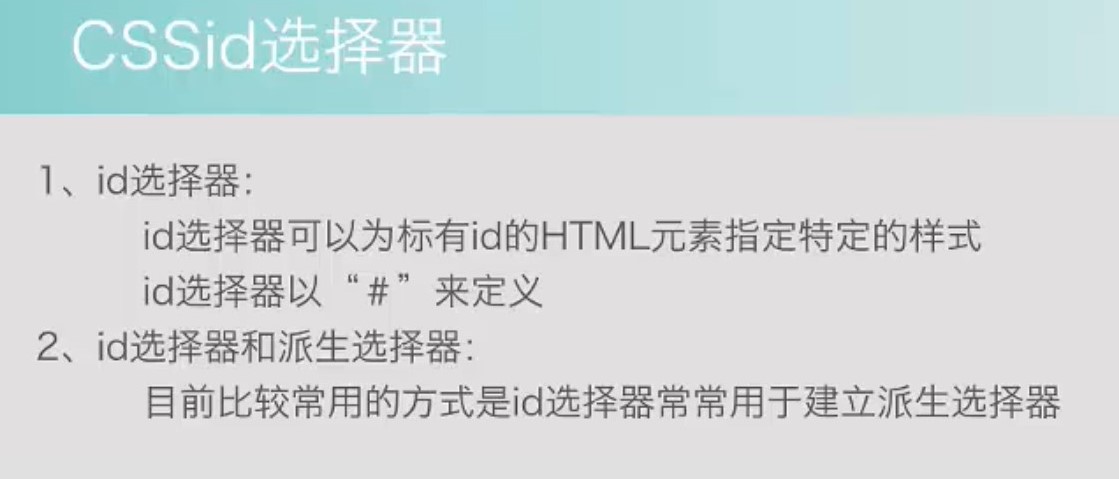 CSSid选择器
1、id选择器：
id选择器可以为标有id的HTML元素指定特定的样式
id选择器以“#”来定义
2、id选择器和派生选择器：
目前比较常用的方式是id选择器常常用于建立派生选择器